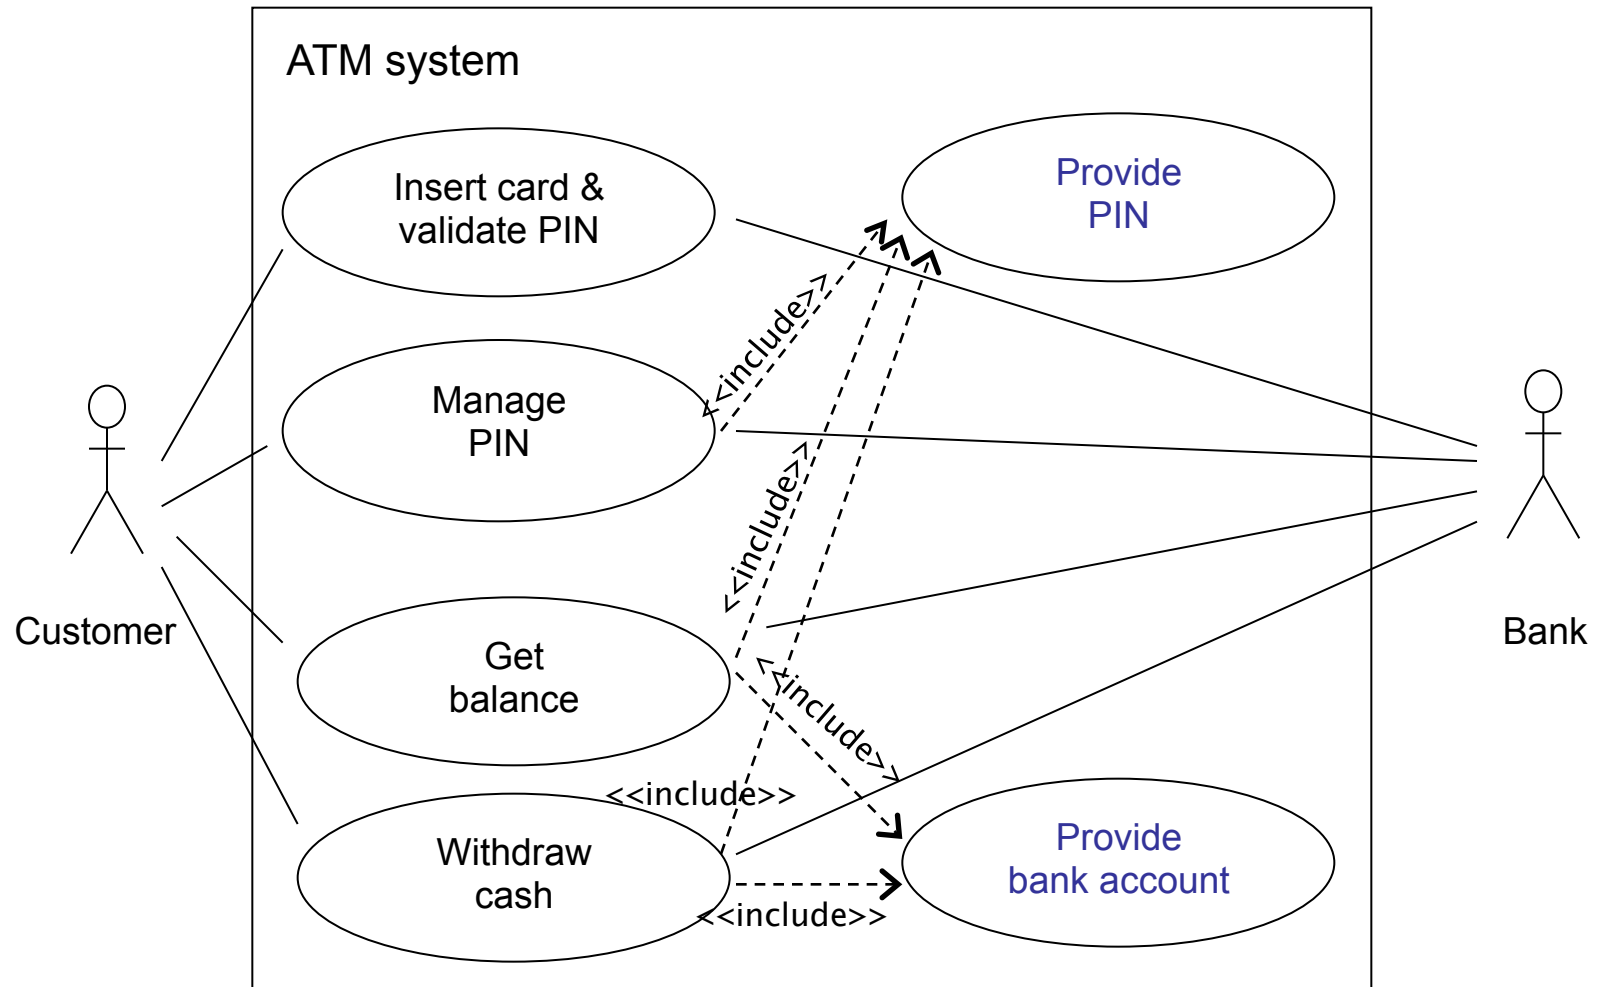 ATM system
Insert card &
validate PIN
Provide
PIN
<<include>>
Manage
PIN
<<include>>
Customer
Bank
Get
balance
<<include>>
<<include>>
Withdraw
cash
Provide
bank account
<<include>>